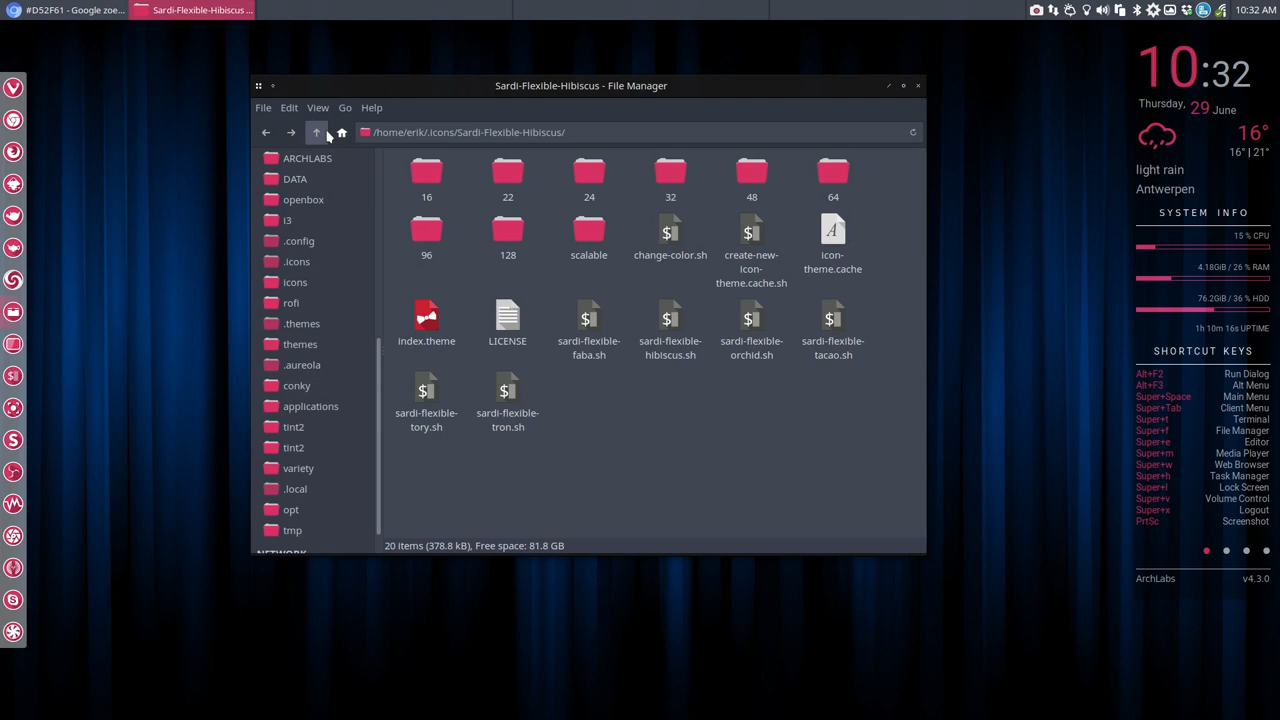 #D52F61 - Google zoe...
Sardi-Flexible-Hibiscus ...
10:32 AM
Sardi-Flexible-Hibiscus - File Manager
File Edit View Go Help
/home/erik/.icons/Sardi-Flexible-Hibiscus/
ARCHLABS
DATA
openbox
i3
.config
.icons
icons
rofi
.themes
themes
.aureola
conky
applications
tint2
tint2
variety
.local
opt
tmp
NETWORK
16 22 24 32 48 64
96 128 scalable change-color.sh create-new-
icon-
theme.cache.sh
icon-
theme.cache
index.theme LICENSE sardi-flexible-
faba.sh
sardi-flexible-
hibiscus.sh
sardi-flexible-
orchid.sh
sardi-flexible-
tacao.sh
sardi-flexible-
tory.sh
sardi-flexible-
tron.sh
20 items (378.8 kB), Free space: 81.8 GB
10:32
Thursday, 29 June
16°
16° | 21°
light rain
Antwerpen
SYSTEM INFO
15 % CPU
4.18GiB / 26 % RAM
76.2GiB / 36 % HDD
1h 10m 16s UPTIME
SHORTCUT KEYS
Alt+F2 Run Dialog
Alt+F3 Alt Menu
Super+Space Main Menu
Super+Tab Client Menu
Super+t Terminal
Super+f File Manager
Super+e Editor
Super+m Media Player
Super+w Web Browser
Super+h Task Manager
Super+l Lock Screen
Super+v Volume Control
Super+x Logout
PrtSc Screenshot
ArchLabs v4.3.0